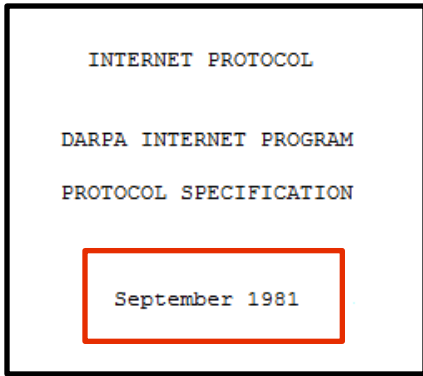 INTERNET PROTOCOL
DARPA INTERNET PROGRAM
PROTOCOL SPECIFICATION
September 1981